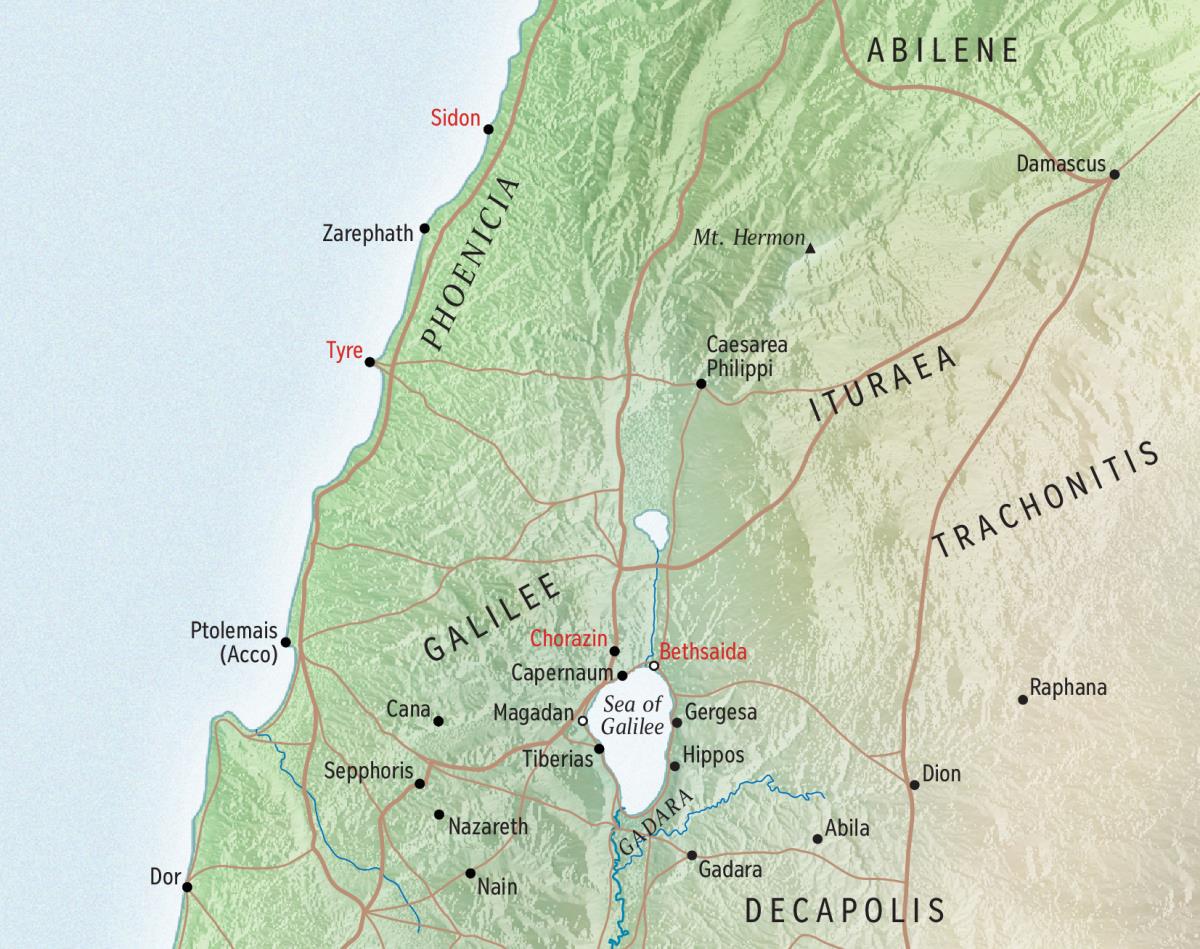 ABILENE
Sidon
Damascus
PHOENICIA
Zarephath
Mt. Hermon
Tyre
Caesarea
Philippi
ITURAEA
TRACHONITIS
GALILEE
Ptolemais
(Acco)
Chorazin
Bethsaida
Capernaum
Raphana
Cana
Magadan
Sea of
Galilee
Gergesa
Tiberias
Hippos
Sepphoris
Dion
GADARA
Nazareth
Abila
Gadara
Dor
Nain
DECAPOLIS